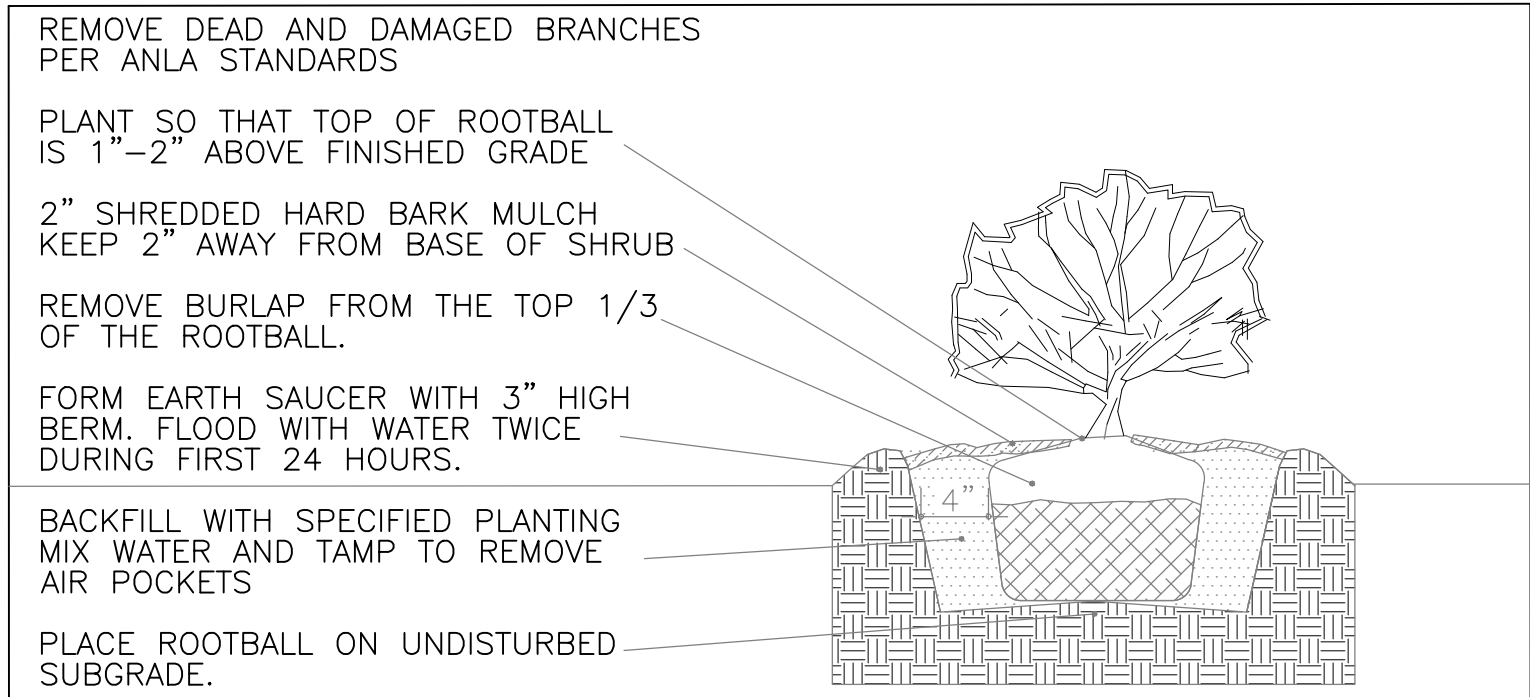 REMOVE DEAD AND DAMAGED BRANCHES
PER ANLA STANDARDS
PLANT SO THAT TOP OF ROOTBALL
IS 1”–2” ABOVE FINISHED GRADE
2” SHREDDED HARD BARK MULCH
KEEP 2” AWAY FROM BASE OF SHRUB
REMOVE BURLAP FROM THE TOP 1/3
OF THE ROOTBALL.
FORM EARTH SAUCER WITH 3” HIGH
BERM. FLOOD WITH WATER TWICE
DURING FIRST 24 HOURS.
BACKFILL WITH SPECIFIED PLANTING
MIX WATER AND TAMP TO REMOVE
AIR POCKETS
PLACE ROOTBALL ON UNDISTURBED
SUBGRADE.
4”